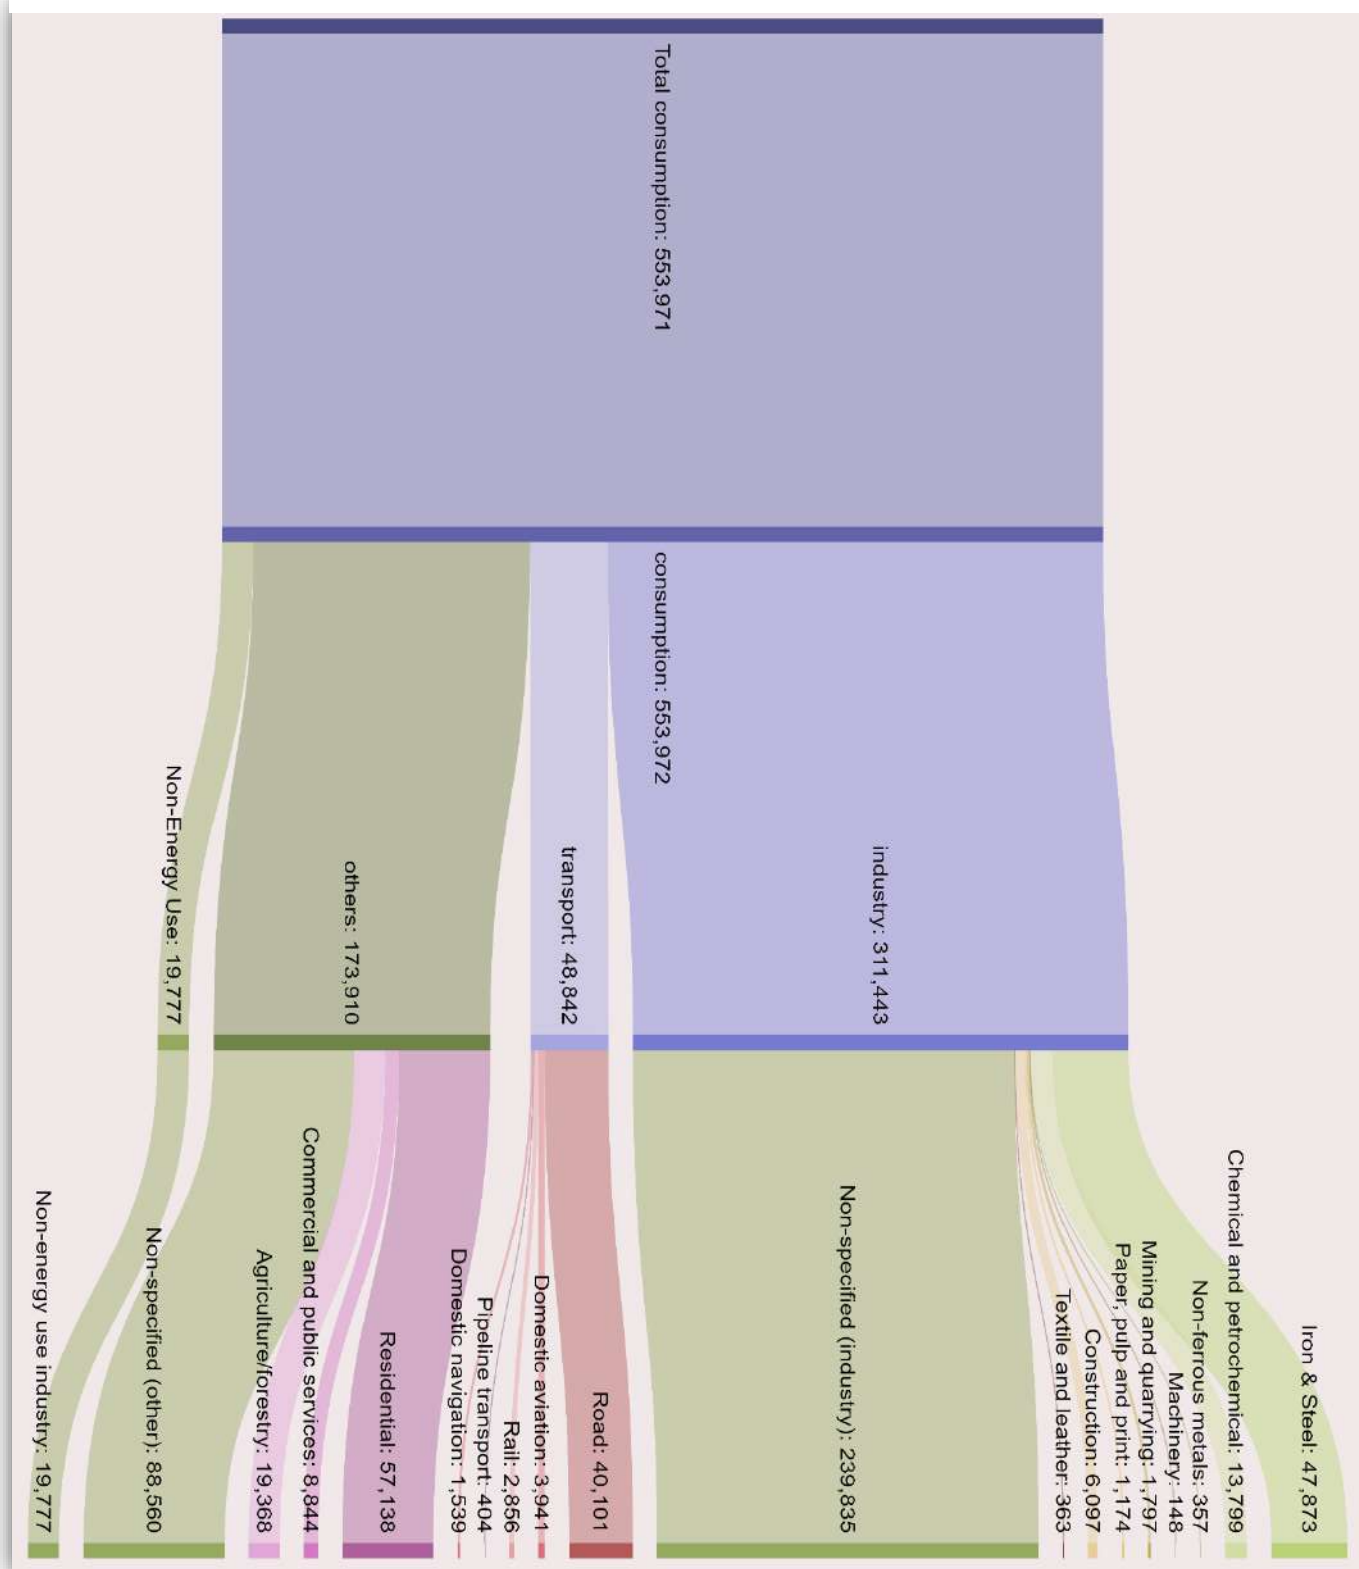 Total consumption: 553,971
consumption: 553,972
industry: 311,443
transport: 48,842
others: 173,910
Non-Energy Use: 19,777
Iron & Steel: 47,873
Chemical and petrochemical: 13,799
Non-ferrous metals: 357
Machinery: 148
Mining and quarrying: 1,797
Paper, pulp and print: 1,174
Construction: 6,097
Textile and leather: 363
Non-specified (industry): 239,835
Road: 40,101
Domestic aviation: 3,941
Rail: 2,856
Pipeline transport: 404
Domestic navigation: 1,539
Residential: 57,138
Commercial and public services: 8,844
Agriculture/forestry: 19,368
Non-specified (other): 88,560
Non-energy use industry: 19,777